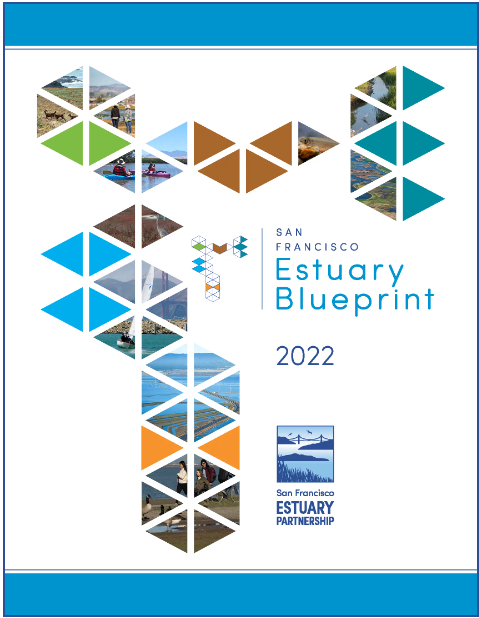 SAN
FRANCISCO
Estuary
Blueprint
2022
San Francisco
ESTUARY
PARTNERSHIP